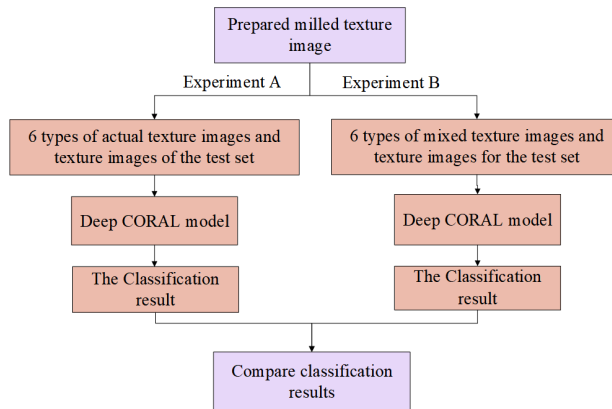 Prepared milled texture
image
Experiment A
Experiment B
6 types of actual texture images and
texture images of the test set
6 types of mixed texture images and
texture images for the test set
Deep CORAL model
Deep CORAL model
The Classification
result
The Classification
result
Compare classification
results